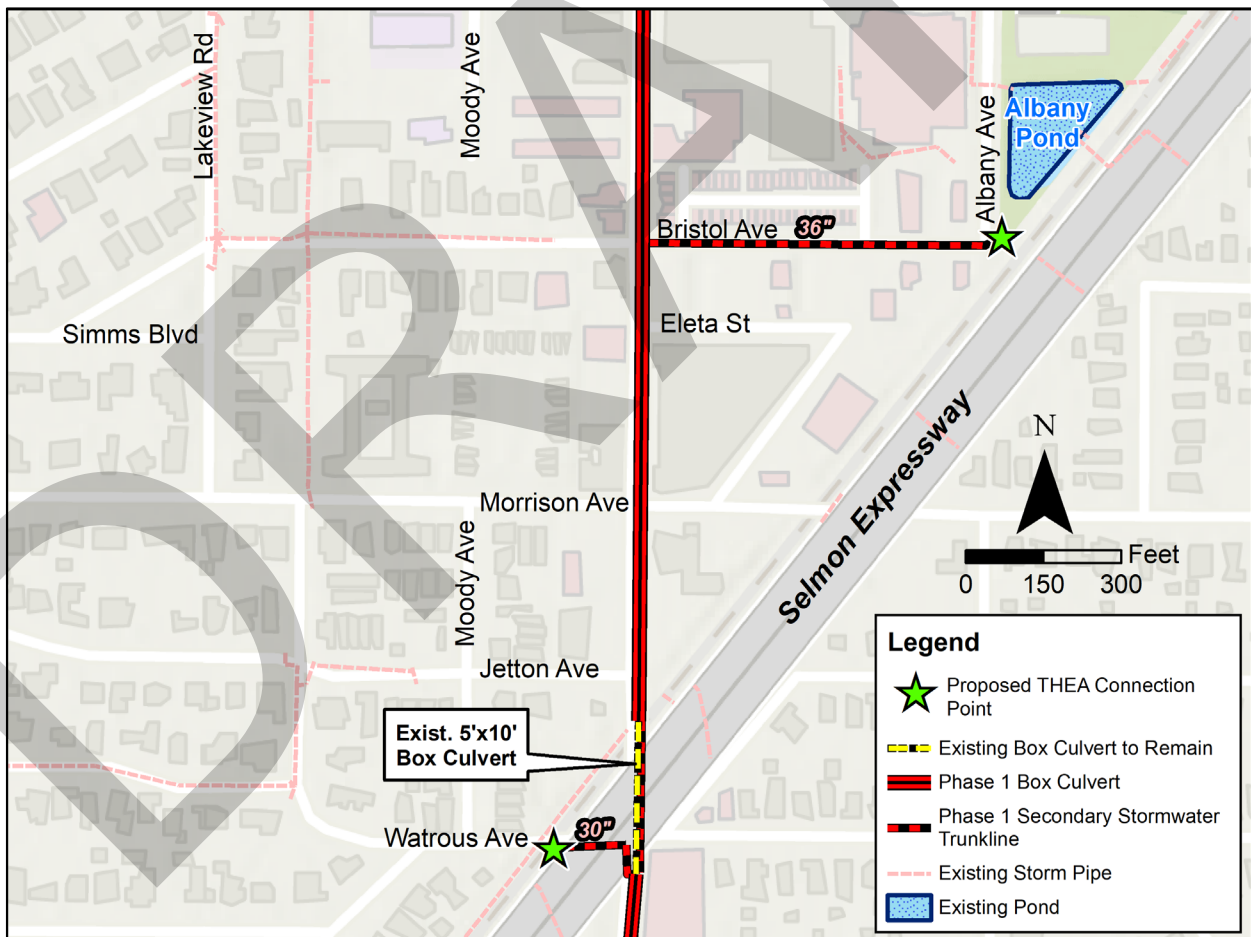 Lakeview Rd
Moody Ave
Albany Ave
Albany
Pond
Bristol Ave
36"
Simms Blvd
Eleta St
Selmon Expressway
N
Morrison Ave
Moody Ave
Feet
0 150 300
Jetton Ave
Exist. 5'x10'
Box Culvert
Watrous Ave
30"
Legend
Proposed THEA Connection
Point
Existing Box Culvert to Remain
Phase 1 Box Culvert
Phase 1 Secondary Stormwater
Trunkline
Existing Storm Pipe
Existing Pond
DRA